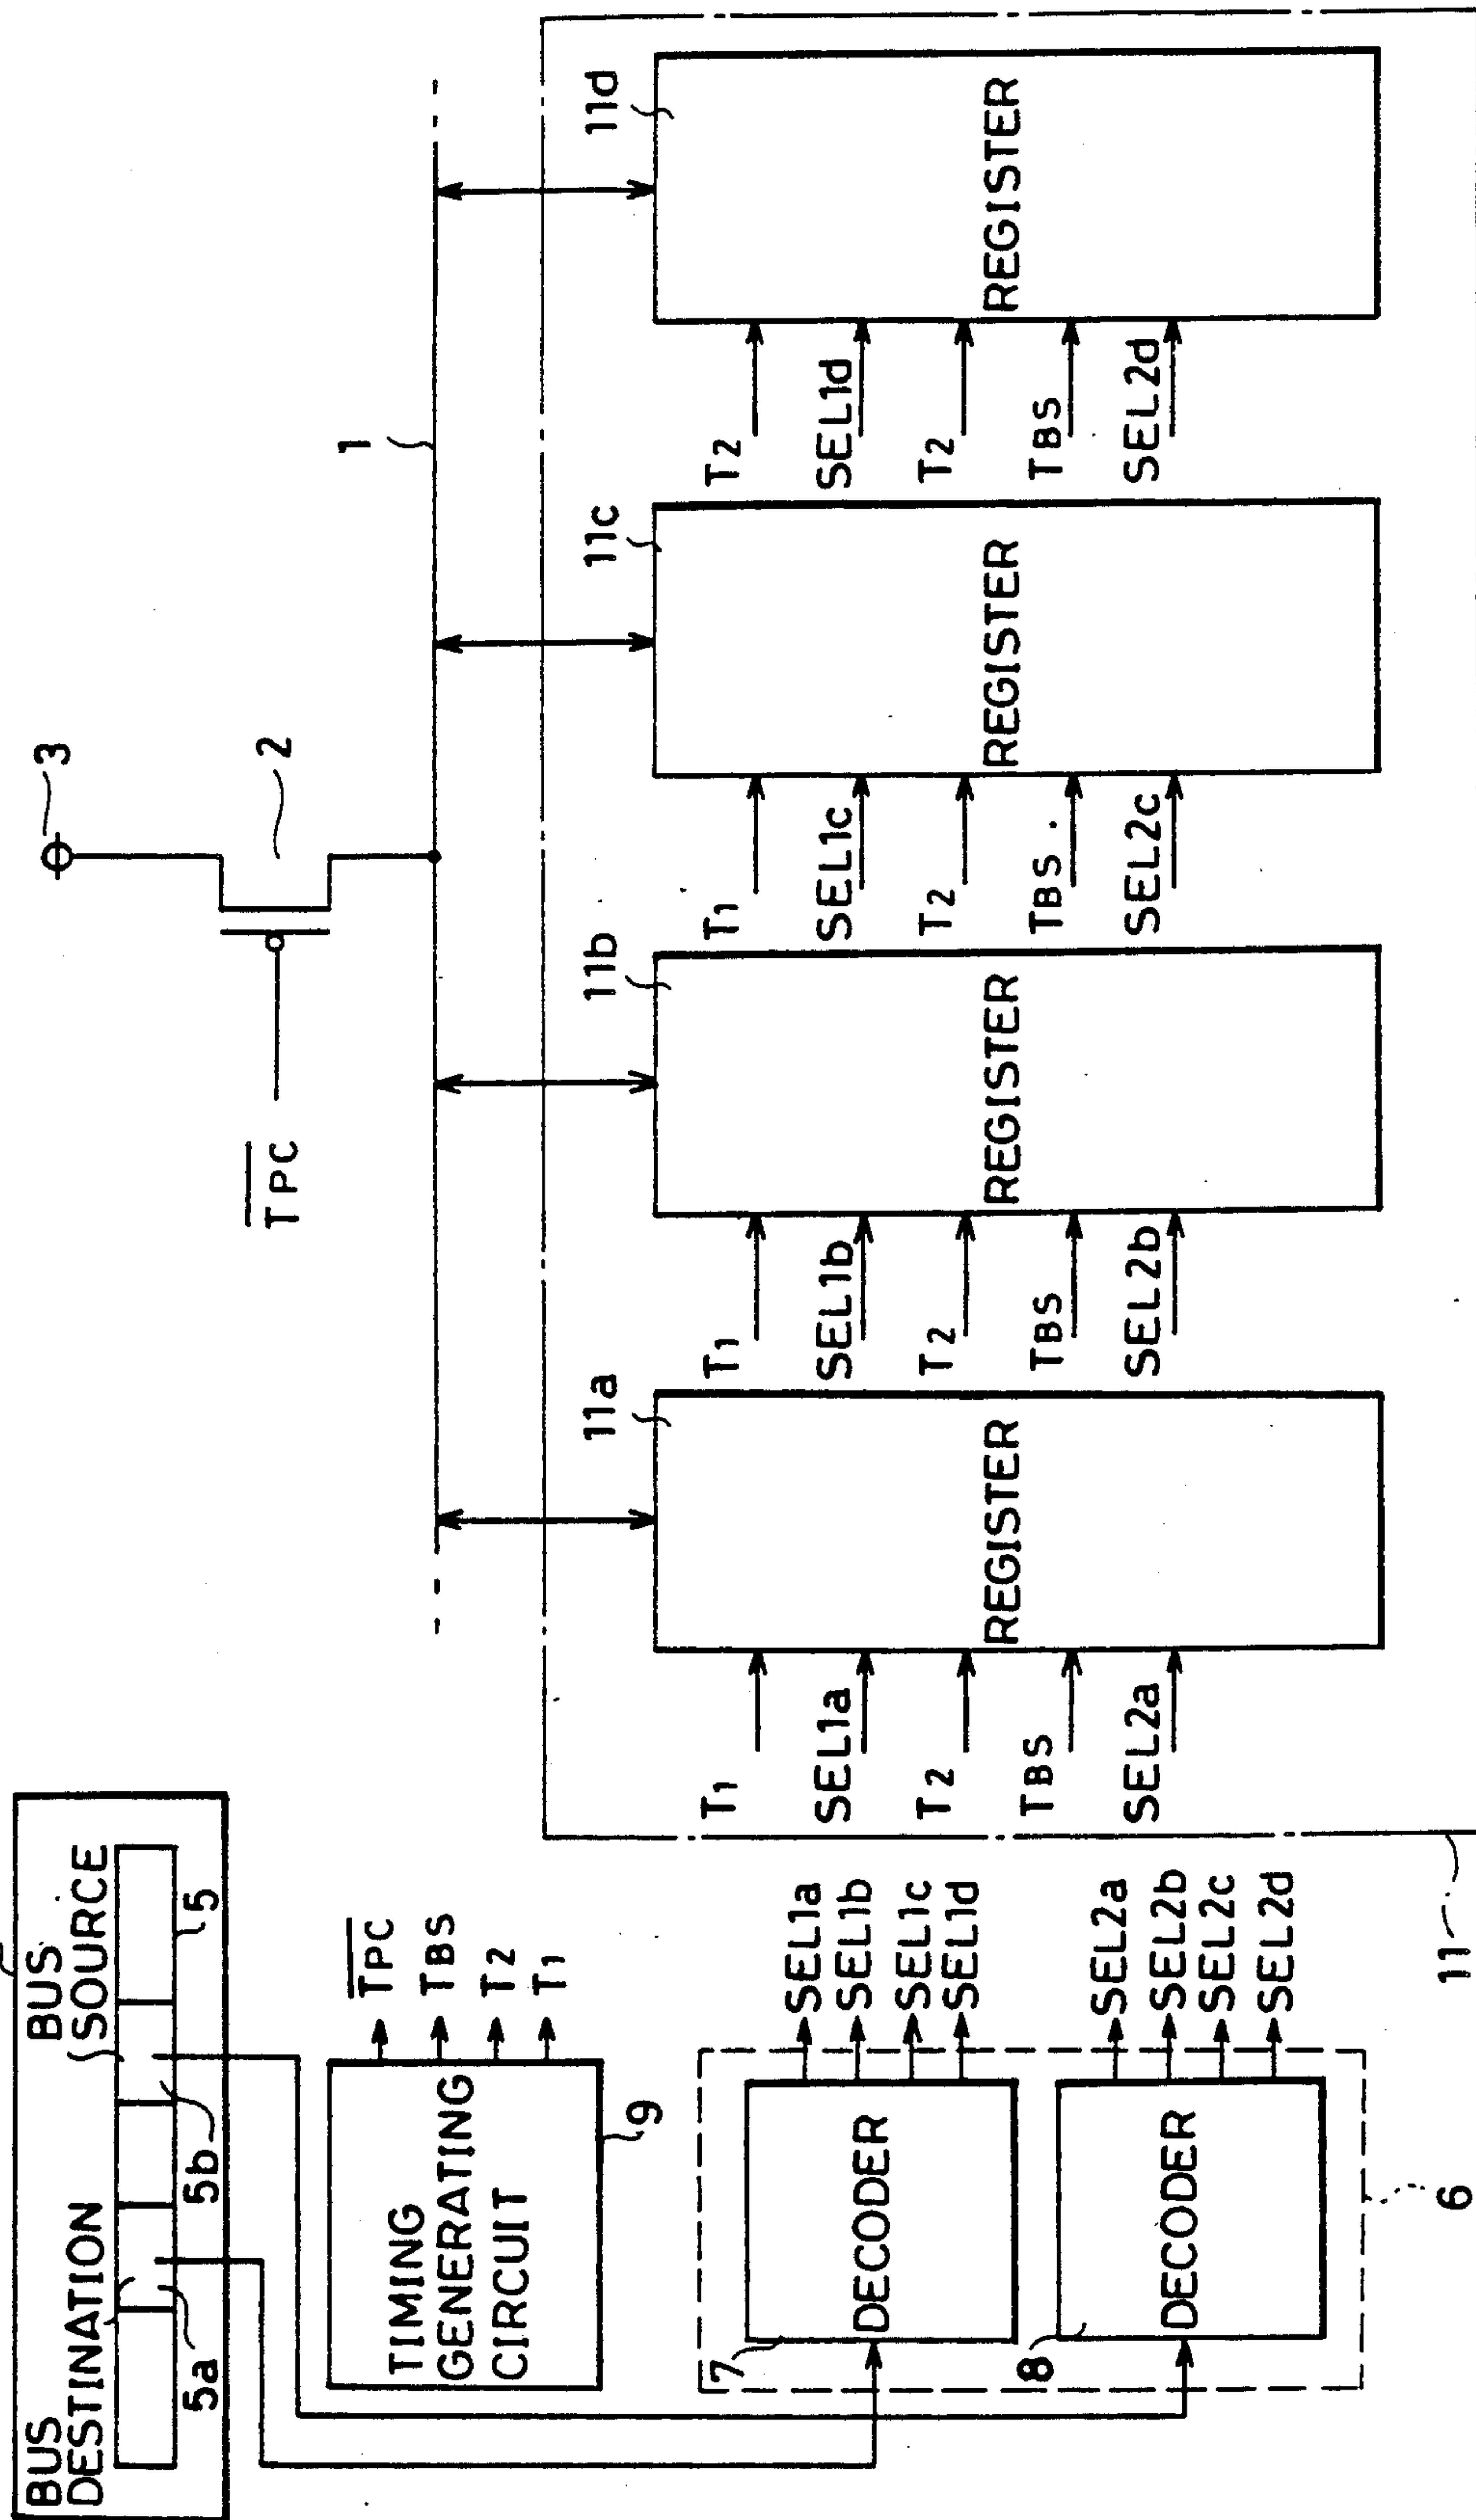 BUS
DESTINATION
BUS
SOURCE
5a
5b
5
TIMING
GENERATING
CIRCUIT
9
T̅PC
TBS
T2
T1
7
DECODER
SEL1a
SEL1b
SEL1c
SEL1d
8
DECODER
SEL2a
SEL2b
SEL2c
SEL2d
6
11
3
2
T̅PC
1
11a
T1
SEL1a
T2
TBS
SEL2a
REGISTER
11b
T1
SEL1b
T2
TBS
SEL2b
REGISTER
11c
T1
SEL1c
T2
TBS
SEL2c
REGISTER
11d
T2
SEL1d
T2
TBS
SEL2d
REGISTER